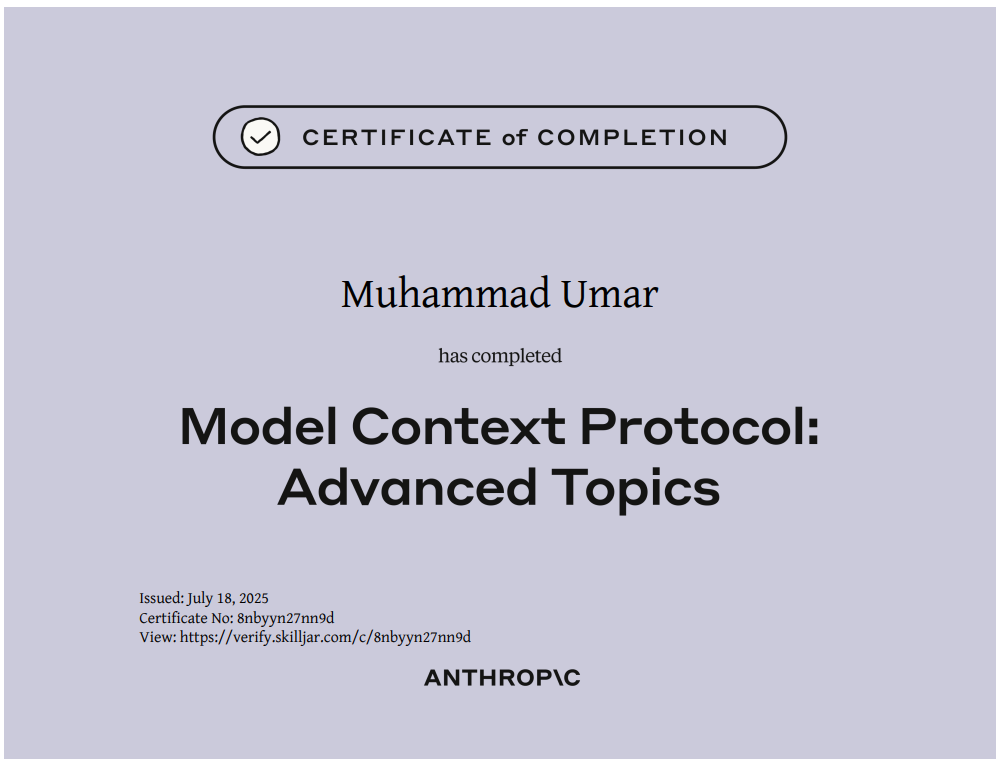 CERTIFICATE of COMPLETION
Muhammad Umar
has completed
Model Context Protocol:
Advanced Topics
Issued: July 18, 2025
Certificate No: 8nbyyn27nn9d
View: https://verify.skilljar.com/c/8nbyyn27nn9d
ANTHROP\C